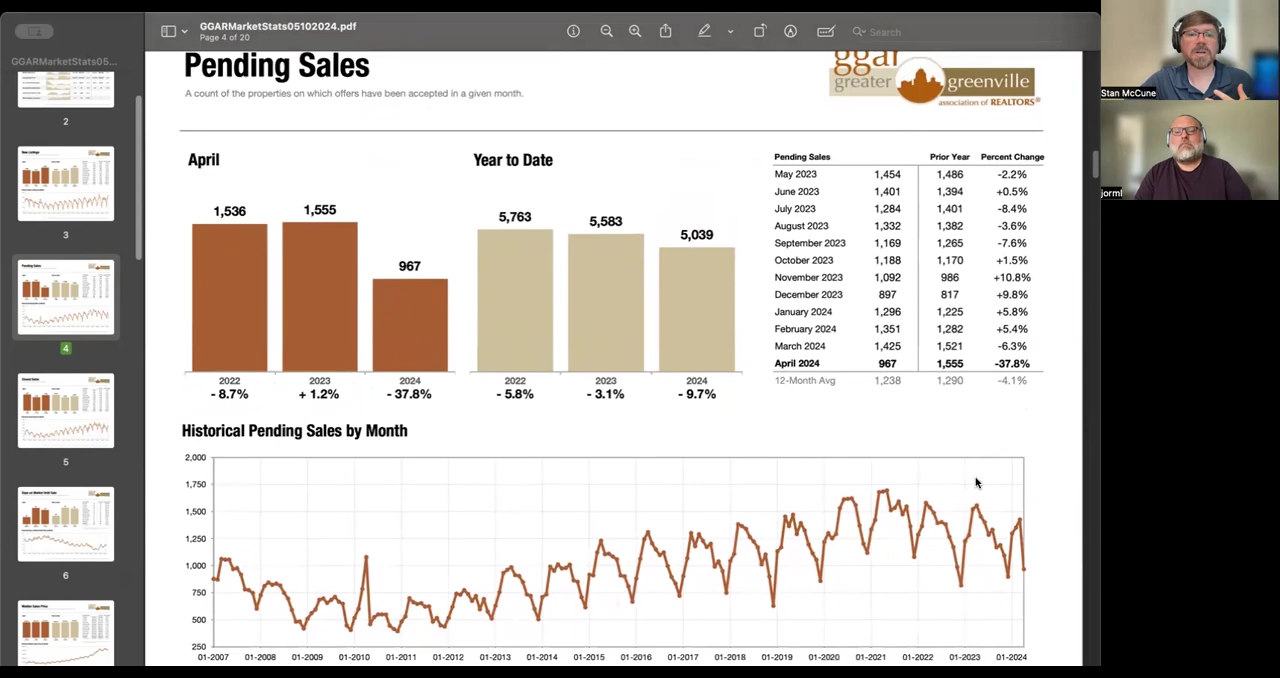 GGARMarketStats05102024.pdf
Page 4 of 20
Search
GGARMarketStats05...
2
3
4
5
6
Pending Sales
A count of the properties on which offers have been accepted in a given month.
ggar
greater greenville
association of REALTORS®
April
1,536
1,555
967
2022 2023 2024
- 8.7% + 1.2% - 37.8%
Year to Date
5,763
5,583
5,039
2022 2023 2024
- 5.8% - 3.1% - 9.7%
Pending Sales Prior Year Percent Change
May 2023 1,454 1,486 -2.2%
June 2023 1,401 1,394 +0.5%
July 2023 1,284 1,401 -8.4%
August 2023 1,332 1,382 -3.6%
September 2023 1,169 1,265 -7.6%
October 2023 1,188 1,170 +1.5%
November 2023 1,092 986 +10.8%
December 2023 897 817 +9.8%
January 2024 1,296 1,225 +5.8%
February 2024 1,351 1,282 +5.4%
March 2024 1,425 1,521 -6.3%
April 2024 967 1,555 -37.8%
12-Month Avg 1,238 1,290 -4.1%
Historical Pending Sales by Month
2,000
1,750
1,500
1,250
1,000
750
500
250
01-2007 01-2008 01-2009 01-2010 01-2011 01-2012 01-2013 01-2014 01-2015 01-2016 01-2017 01-2018 01-2019 01-2020 01-2021 01-2022 01-2023 01-2024
Stan McCune
jorml